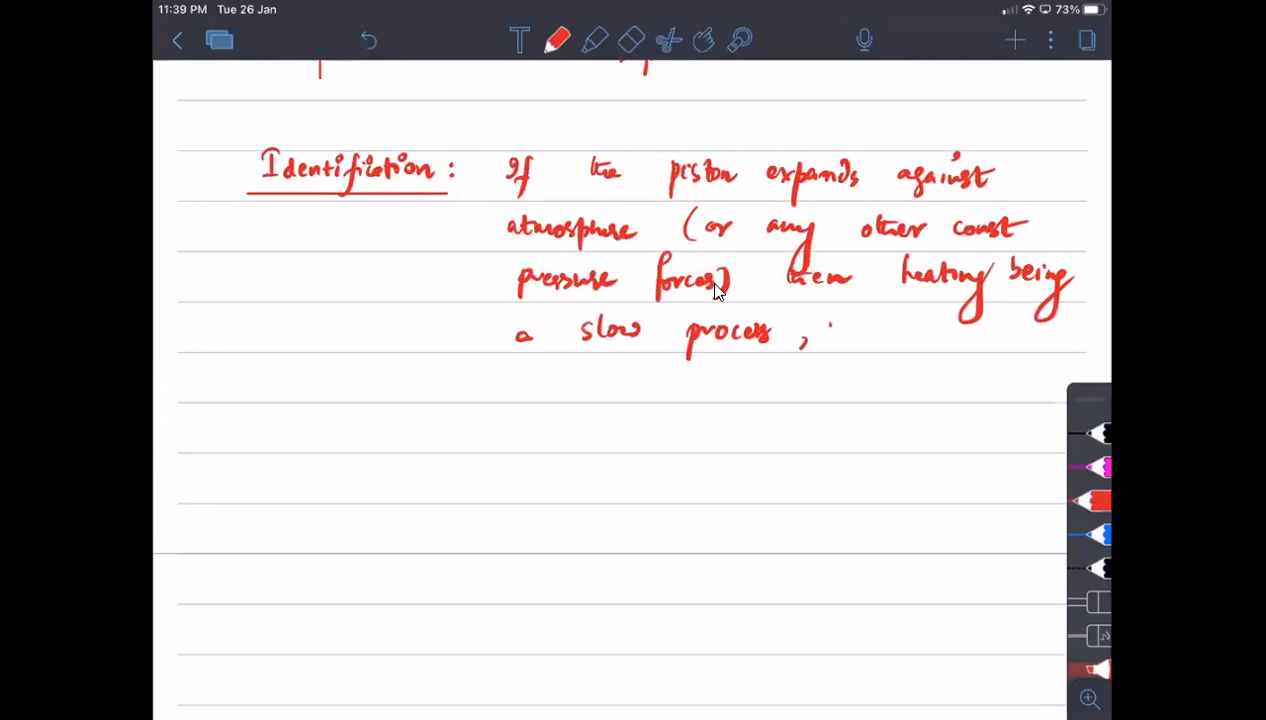 11:39 PM Tue 26 Jan 73%
Identifiction : If the piston expands against
atmosphere (or any other const
pressure forces) then heating being
a slow process ,